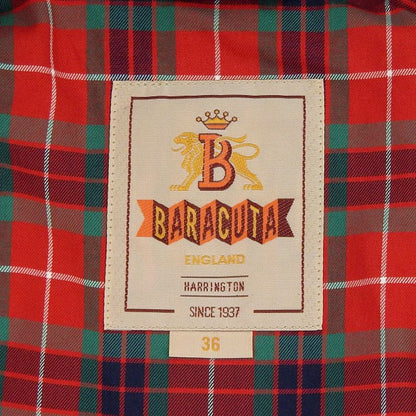 B
BARACUTA
ENGLAND
HARRINGTON
SINCE 1937
36